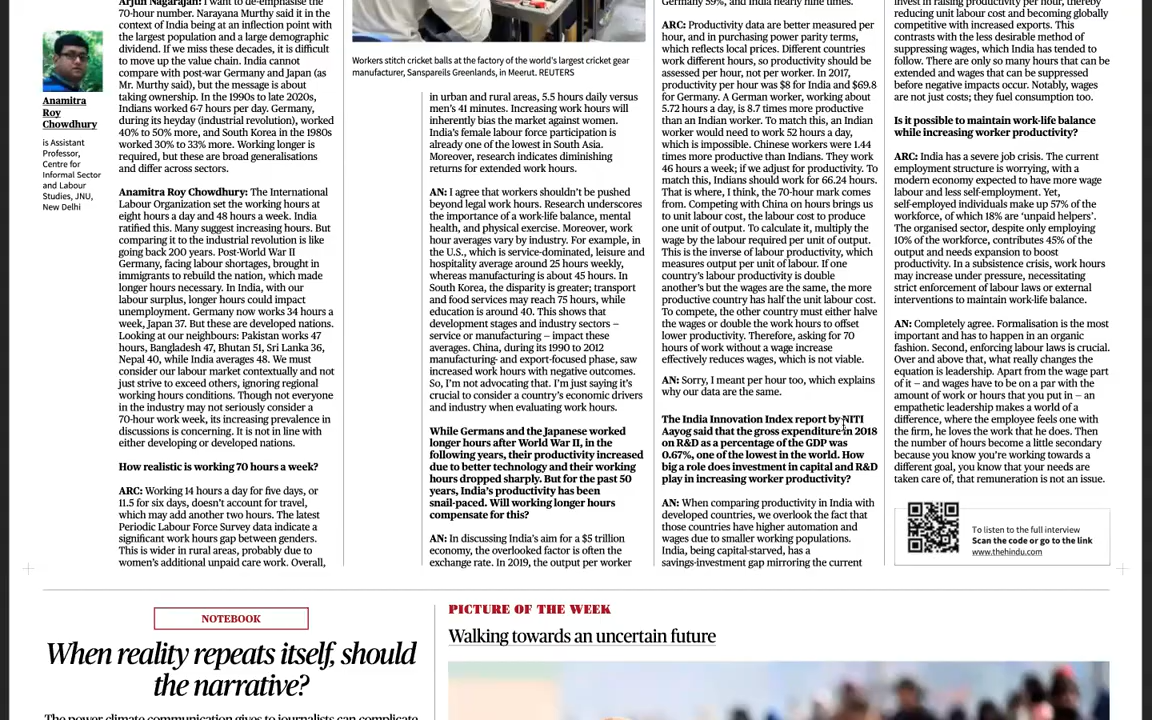 Arjun Nagarajan: I want to de-emphasise the
70-hour number. Narayana Murthy said it in the
context of India being at an inflection point with
the largest population and a large demographic
dividend. If we miss these decades, it is difficult
to move up the value chain. India cannot
compare with post-war Germany and Japan (as
Mr. Murthy said), but the message is about
taking ownership. In the 1990s to late 2020s,
Indians worked 6-7 hours per day. Germany,
during its heyday (industrial revolution), worked
40% to 50% more, and South Korea in the 1980s
worked 30% to 33% more. Working longer is
required, but these are broad generalisations
and differ across sectors.
Anamitra
Roy
Chowdhury
is Assistant
Professor,
Centre for
Informal Sector
and Labour
Studies, JNU,
New Delhi
Anamitra Roy Chowdhury: The International
Labour Organization set the working hours at
eight hours a day and 48 hours a week. India
ratified this. Many suggest increasing hours. But
comparing it to the industrial revolution is like
going back 200 years. Post-World War II
Germany, facing labour shortages, brought in
immigrants to rebuild the nation, which made
longer hours necessary. In India, with our
labour surplus, longer hours could impact
unemployment. Germany now works 34 hours a
week, Japan 37. But these are developed nations.
Looking at our neighbours: Pakistan works 47
hours, Bangladesh 47, Bhutan 51, Sri Lanka 36,
Nepal 40, while India averages 48. We must
consider our labour market contextually and not
just strive to exceed others, ignoring regional
working conditions. Though not everyone
in the industry may not seriously consider a
70-hour work week, its increasing prevalence in
discussions is concerning. It is not in line with
either developing or developed nations.
How realistic is working 70 hours a week?
ARC: Working 14 hours a day for five days, or
11.5 for six days, doesn't account for travel,
which may add another two hours. The latest
Periodic Labour Force Survey data indicate a
significant work hours gap between genders.
This is wider in rural areas, probably due to
women's additional unpaid care work. Overall,
Workers stitch cricket balls at the factory of the world's largest cricket gear
manufacturer, Sanspareils Greenlands, in Meerut. REUTERS
in urban and rural areas, 5.5 hours daily versus
men's 41 minutes. Increasing work hours will
inherently bias the market against women.
India's female labour force participation is
already one of the lowest in South Asia.
Moreover, research indicates diminishing
returns for extended work hours.
AN: I agree that workers shouldn't be pushed
beyond legal work hours. Research underscores
the importance of a work-life balance, mental
health, and physical exercise. Moreover, work
hour averages vary by industry. For example, in
the U.S., which is service-dominated, leisure and
hospitality average around 25 hours weekly,
whereas manufacturing is about 45 hours. In
South Korea, the disparity is greater; transport
and food services may reach 75 hours, while
education is around 40. This shows that
development stages and industry sectors —
service or manufacturing — impact these
averages. China, during its 1990 to 2012
manufacturing- and export-focused phase, saw
increased work hours with negative outcomes.
So, I'm not advocating that. I'm just saying it's
crucial to consider a country's economic drivers
and industry when evaluating work hours.
While Germans and the Japanese worked
longer hours after World War II, in the
following years, their productivity increased
due to better technology and their working
hours dropped sharply. But for the past 50
years, India's productivity has been
snail-paced. Will working longer hours
compensate for this?
AN: In discussing India's aim for a $5 trillion
economy, the overlooked factor is often the
exchange rate. In 2019, the output per worker
Germany 59%, and India nearly nine times.
ARC: Productivity data are better measured per
hour, and in purchasing power parity terms,
which reflects local prices. Different countries
work different hours, so productivity should be
assessed per hour, not per worker. In 2017,
productivity per hour was $8 for India and $69.8
for Germany. A German worker, working about
5.72 hours a day, is 8.7 times more productive
than an Indian worker. To match this, an Indian
worker would need to work 52 hours a day,
which is impossible. Chinese workers were 1.44
times more productive than Indians. They work
46 hours a week; if we adjust for productivity. To
match this, Indians should work for 66.24 hours.
That is where, I think, the 70-hour mark comes
from. Competing with China on hours brings us
to unit labour cost, the labour cost to produce
one unit of output. To calculate it, multiply the
wage by the labour required per unit of output.
This is the inverse of labour productivity, which
measures output per unit of labour. If one
country's labour productivity is double
another's but the wages are the same, the more
productive country has half the unit labour cost.
To compete, the other country must either halve
the wages or double the work hours to offset
lower productivity. Therefore, asking for 70
hours of work without a wage increase
effectively reduces wages, which is not viable.
AN: Sorry, I meant per hour too, which explains
why our data are the same.
The India Innovation Index report by NITI
Aayog said that the gross expenditure in 2018
on R&D as a percentage of the GDP was
0.67%, one of the lowest in the world. How
big a role does investment in capital and R&D
play in increasing worker productivity?
AN: When comparing productivity in India with
developed countries, we overlook the fact that
those countries have higher automation and
wages due to smaller working populations.
India, being capital-starved, has a
savings-investment gap mirroring the current
invest in raising productivity per hour, thereby
reducing unit labour cost and becoming globally
competitive with increased exports. This
contrasts with the less desirable method of
suppressing wages, which India has tended to
follow. There are only so many hours that can be
extended and wages that can be suppressed
before negative impacts occur. Notably, wages
are not just costs; they fuel consumption too.
Is it possible to maintain work-life balance
while increasing worker productivity?
ARC: India has a severe job crisis. The current
employment structure is worrying, with a
modern economy expected to have more wage
labour and less self-employment. Yet,
self-employed individuals make up 57% of the
workforce, of which 18% are 'unpaid helpers'.
The organised sector, despite only employing
10% of the workforce, contributes 45% of the
output and needs expansion to boost
productivity. In a subsistence crisis, work hours
may increase under pressure, necessitating
strict enforcement of labour laws or external
interventions to maintain work-life balance.
AN: Completely agree. Formalisation is the most
important and has to happen in an organic
fashion. Second, enforcing labour laws is crucial.
Over and above that, what really changes the
equation is leadership. Apart from the wage part
of it — and wages have to be on a par with the
amount of work or hours that you put in — an
empathetic leadership makes a world of a
difference, where the employee feels one with
the firm, he loves the work that he does. Then
the number of hours become a little secondary
because you know you're working towards a
different goal, you know that your needs are
taken care of, that remuneration is not an issue.
To listen to the full interview
Scan the code or go to the link
www.thehindu.com
NOTEBOOK
When reality repeats itself, should
the narrative?
The power climate communication gives to journalists can complicate
PICTURE OF THE WEEK
Walking towards an uncertain future